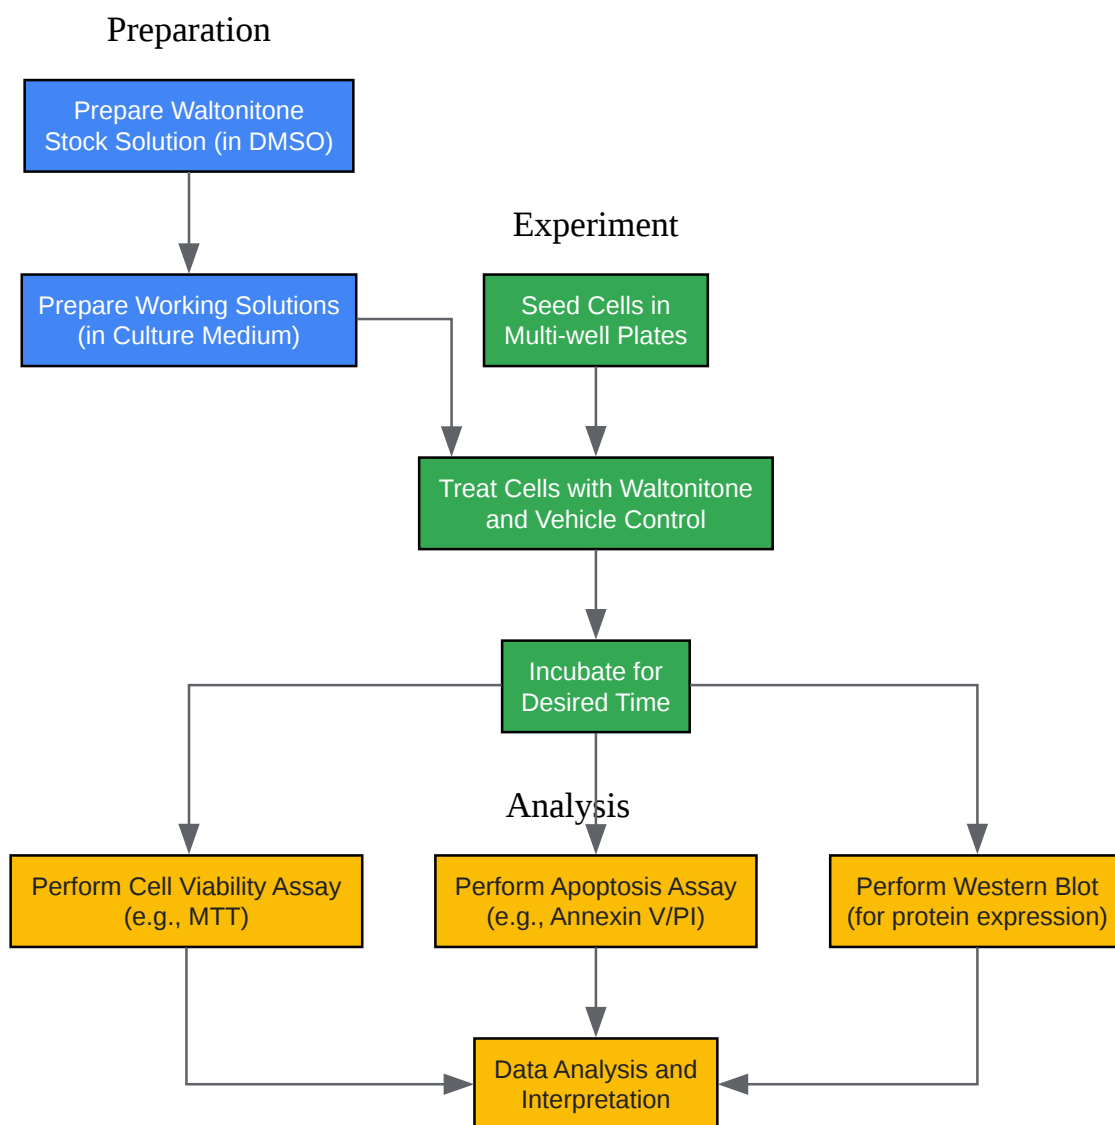 Preparation
Prepare Waltonitone
Stock Solution (in DMSO)
Experiment
Prepare Working Solutions
(in Culture Medium)
Seed Cells in
Multi-well Plates
Treat Cells with Waltonitone
and Vehicle Control
Incubate for
Desired Time
Analysis
Perform Cell Viability Assay
(e.g., MTT)
Perform Apoptosis Assay
(e.g., Annexin V/PI)
Perform Western Blot
(for protein expression)
Data Analysis and
Interpretation